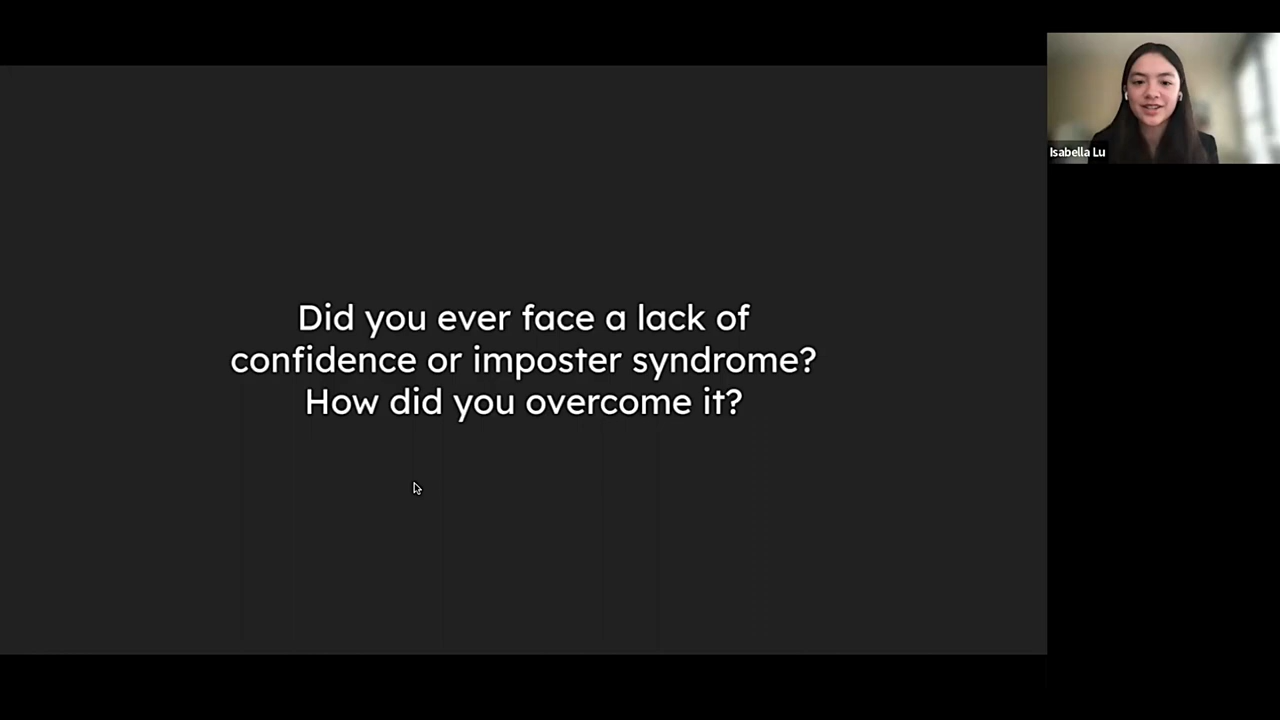 Did you ever face a lack of
confidence or imposter syndrome?
How did you overcome it?
Isabella Lu